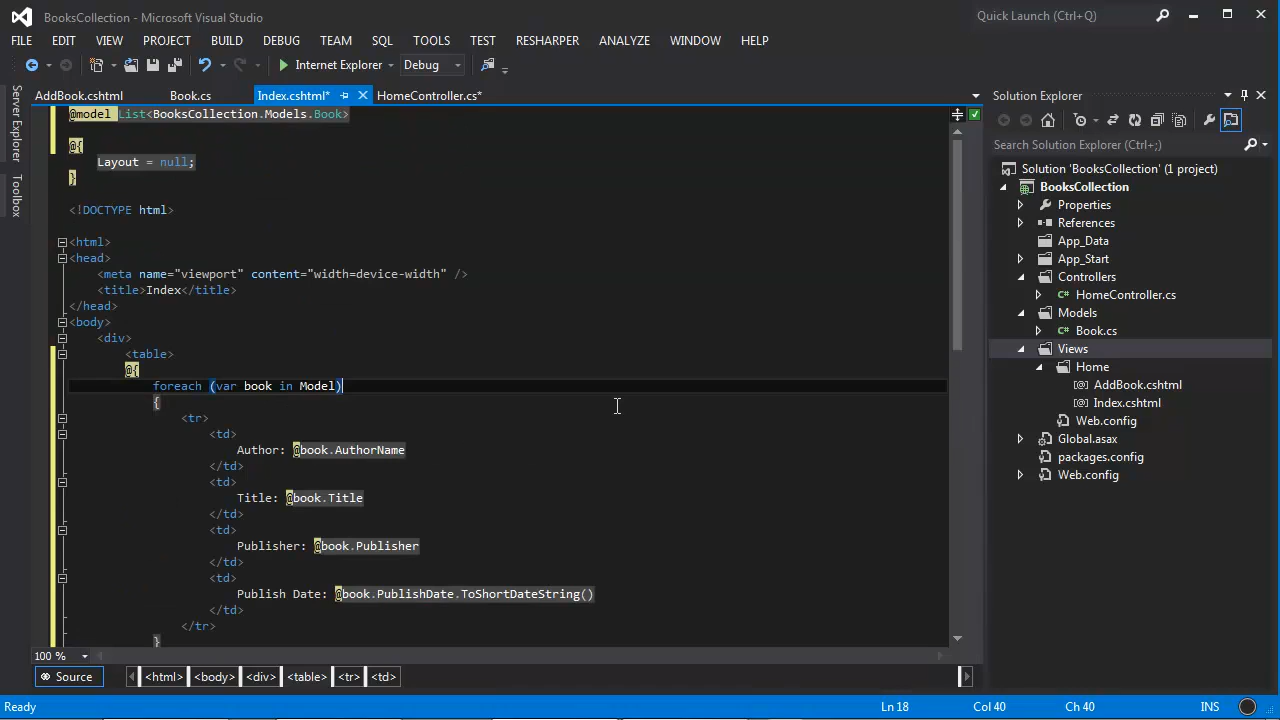 BooksCollection - Microsoft Visual Studio
Quick Launch (Ctrl+Q)
FILE EDIT VIEW PROJECT BUILD DEBUG TEAM SQL TOOLS TEST RESHARPER ANALYZE WINDOW HELP
Internet Explorer Debug
Server Explorer
Toolbox
AddBook.cshtml Book.cs Index.cshtml* HomeController.cs*
@model List<BooksCollection.Models.Book>
@{
Layout = null;
}
<!DOCTYPE html>
<html>
<head>
<meta name="viewport" content="width=device-width" />
<title>Index</title>
</head>
<body>
<div>
<table>
@{
foreach (var book in Model)
{
<tr>
<td>
Author: @book.AuthorName
</td>
<td>
Title: @book.Title
</td>
<td>
Publisher: @book.Publisher
</td>
<td>
Publish Date: @book.PublishDate.ToShortDateString()
</td>
</tr>
}
100 %
Source <html> <body> <div> <table> <tr> <td>
Solution Explorer
Search Solution Explorer (Ctrl+;)
Solution 'BooksCollection' (1 project)
BooksCollection
Properties
References
App_Data
App_Start
Controllers
C# HomeController.cs
Models
C# Book.cs
Views
Home
AddBook.cshtml
Index.cshtml
Web.config
Global.asax
packages.config
Web.config
Ready Ln 18 Col 40 Ch 40 INS